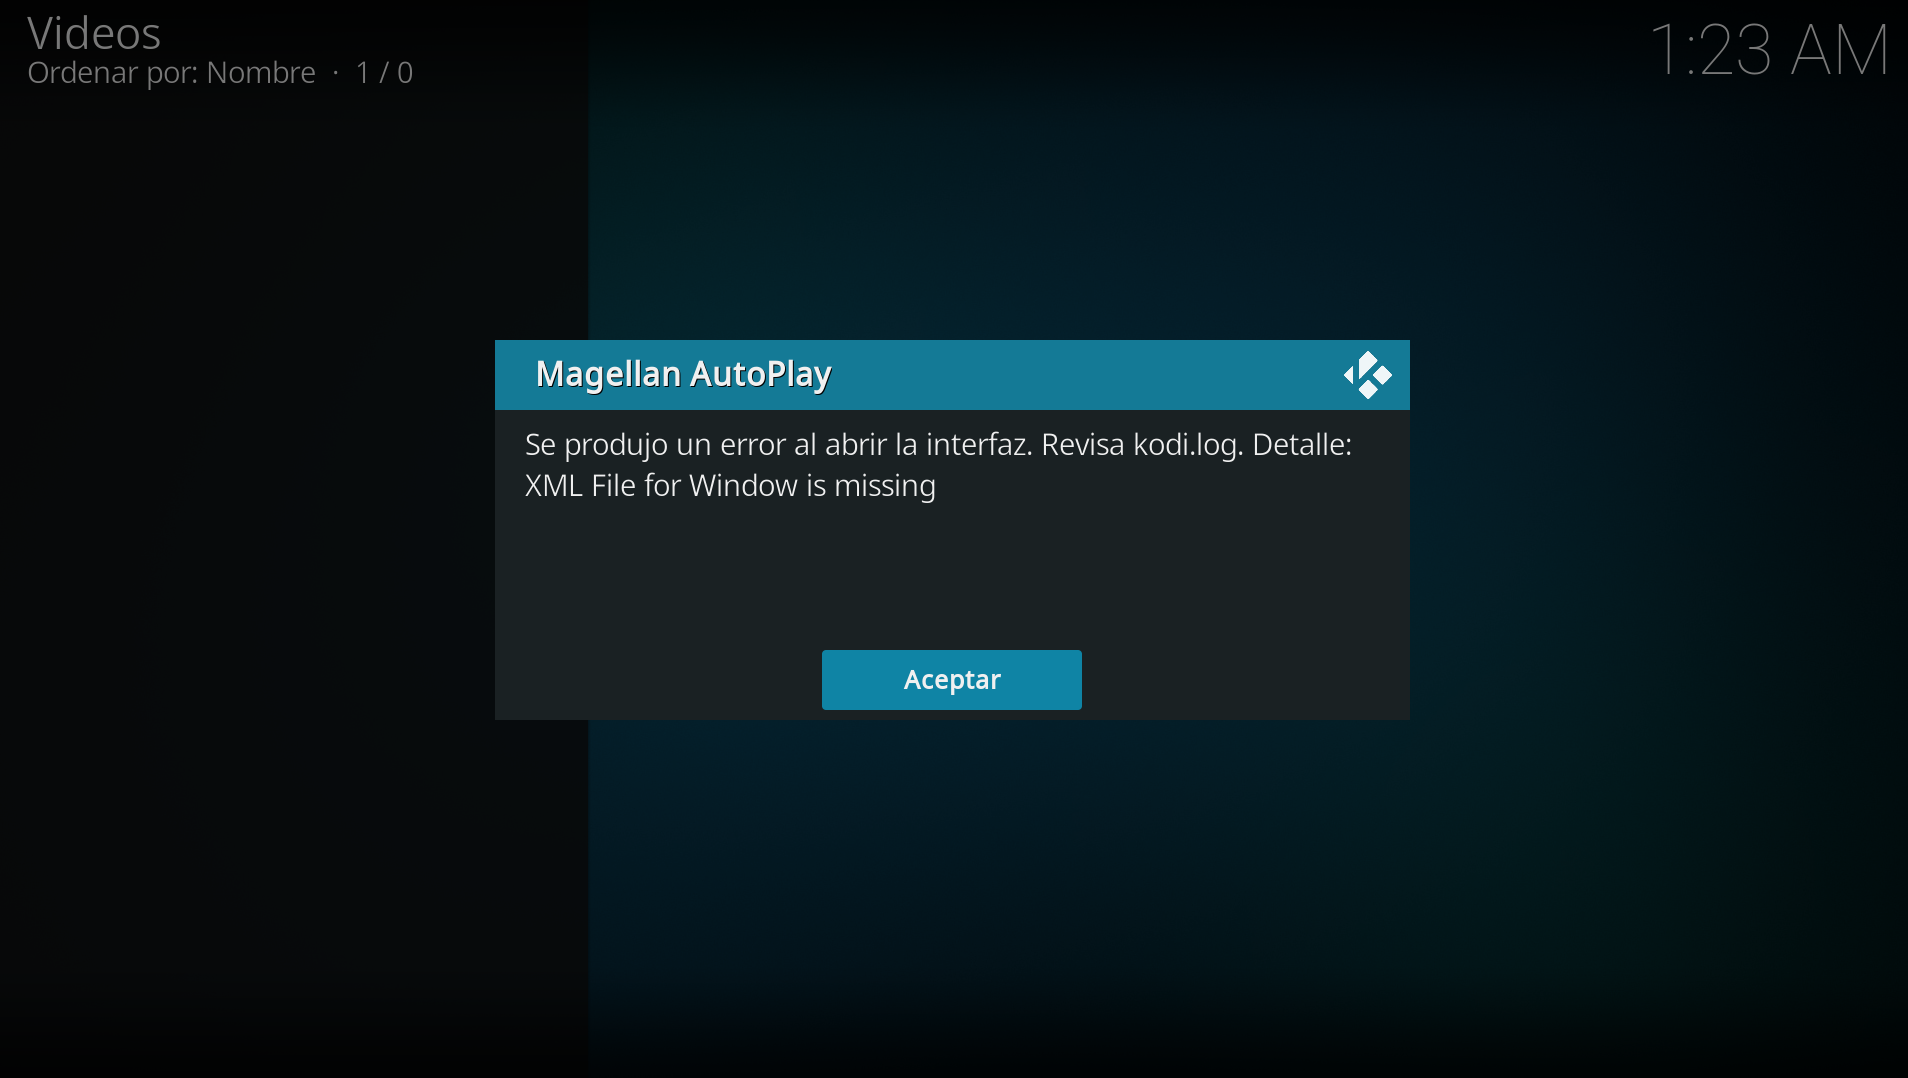 Videos
1:23 AM
Ordenar por: Nombre · 1 / 0
Magellan AutoPlay
Se produjo un error al abrir la interfaz. Revisa kodi.log. Detalle:
XML File for Window is missing
Aceptar